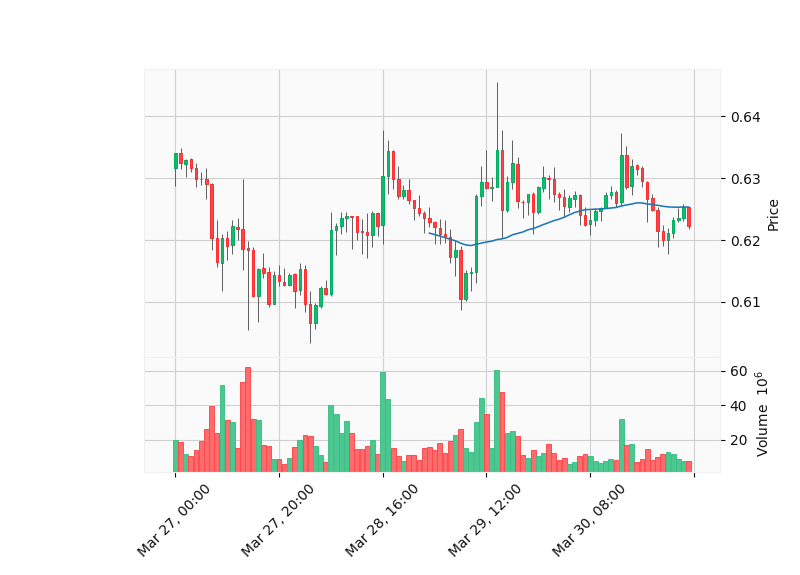 0.64
0.63
0.62
0.61
Price
60
40
20
Volume 10^6
Mar 27, 00:00
Mar 27, 20:00
Mar 28, 16:00
Mar 29, 12:00
Mar 30, 08:00